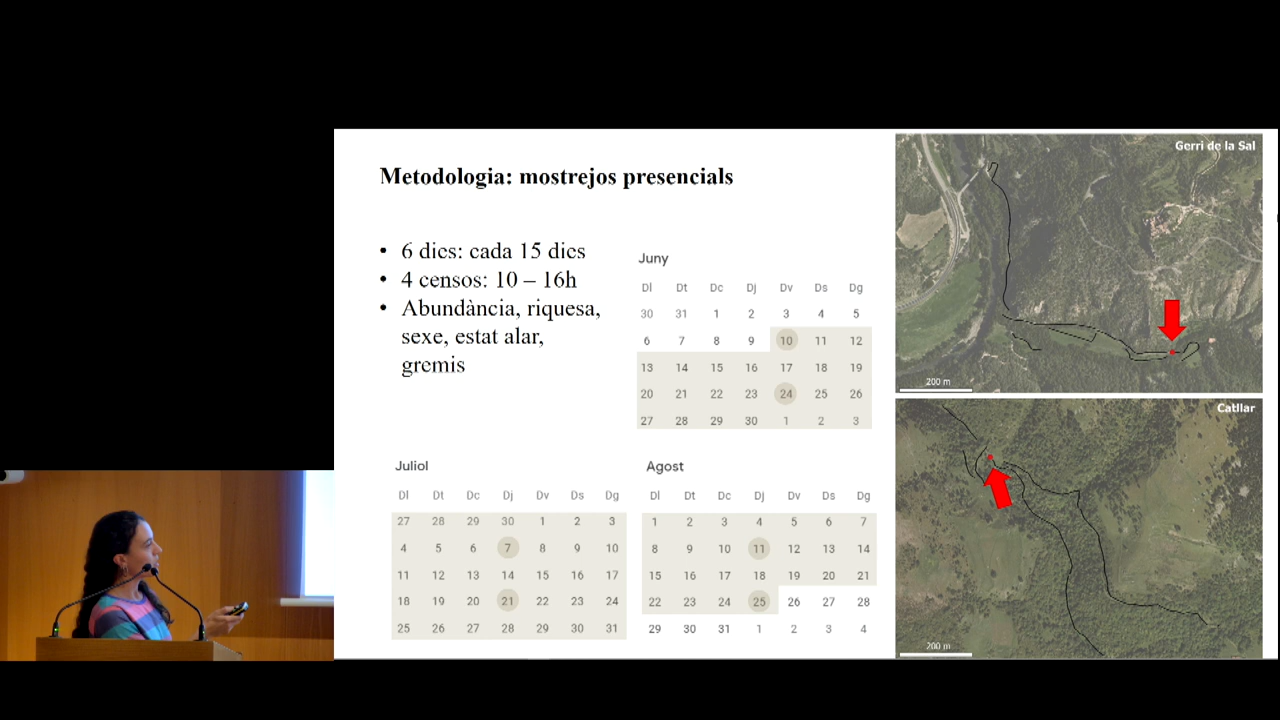 Metodologia: mostrejos presencials
• 6 dies: cada 15 dies
• 4 censos: 10 – 16h
• Abundància, riquesa,
sexe, estat alar,
gremis
Juny
Dl Dt Dc Dj Dv Ds Dg
30 31 1 2 3 4 5
6 7 8 9 10 11 12
13 14 15 16 17 18 19
20 21 22 23 24 25 26
27 28 29 30 1 2 3
Juliol
Dl Dt Dc Dj Dv Ds Dg
27 28 29 30 1 2 3
4 5 6 7 8 9 10
11 12 13 14 15 16 17
18 19 20 21 22 23 24
25 26 27 28 29 30 31
Agost
Dl Dt Dc Dj Dv Ds Dg
1 2 3 4 5 6 7
8 9 10 11 12 13 14
15 16 17 18 19 20 21
22 23 24 25 26 27 28
29 30 31 1 2 3 4
Gerri de la Sal
200 m
Catllar
200 m